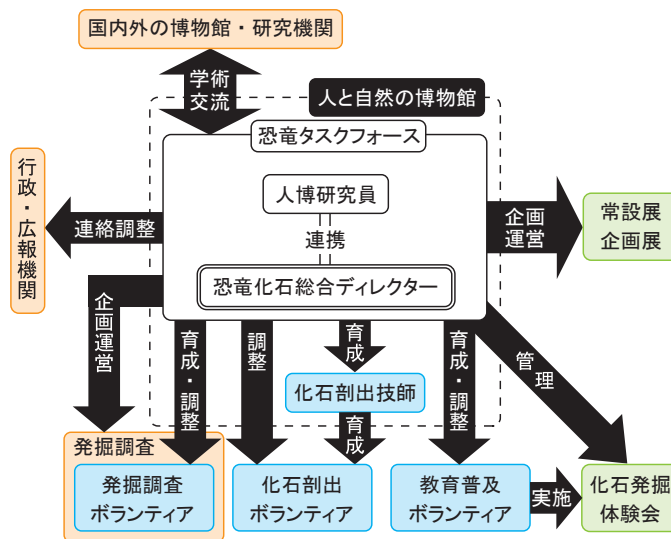 国内外の博物館・研究機関
学術
交流
人と自然の博物館
恐竜タスクフォース
行政・広報機関
人博研究員
連絡調整
連携
企画
運営
常設展
企画展
恐竜化石総合ディレクター
企画運営
育成・調整
調整
育成
育成・調整
管理
化石剖出技師
育成
発掘調査
発掘調査
ボランティア
化石剖出
ボランティア
教育普及
ボランティア
実施
化石発掘
体験会